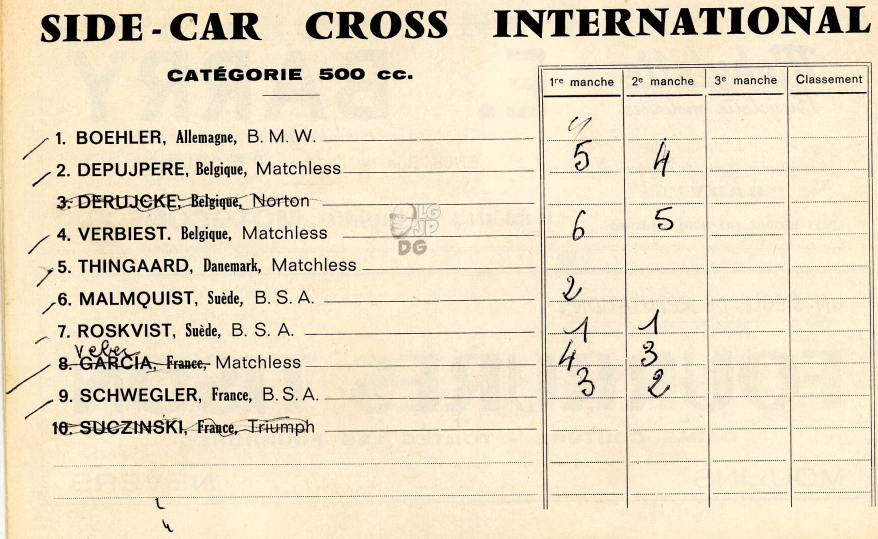 SIDE-CAR CROSS INTERNATIONAL
CATÉGORIE 500 cc.
1re manche 2e manche 3e manche Classement
1. BOEHLER, Allemagne, B. M. W.
2. DEPUJPERE, Belgique, Matchless 5 4
3. DERUJCKE, Belgique, Norton
4. VERBIEST. Belgique, Matchless 6 5
5. THINGAARD, Danemark, Matchless
6. MALMQUIST, Suède, B. S. A. 2
7. ROSKVIST, Suède, B. S. A. 1 1
Veber
8. GARCIA, France, Matchless 4 3
9. SCHWEGLER, France, B. S. A. 3 2
10. SUCZINSKI, France, Triumph
LG
JP
DG